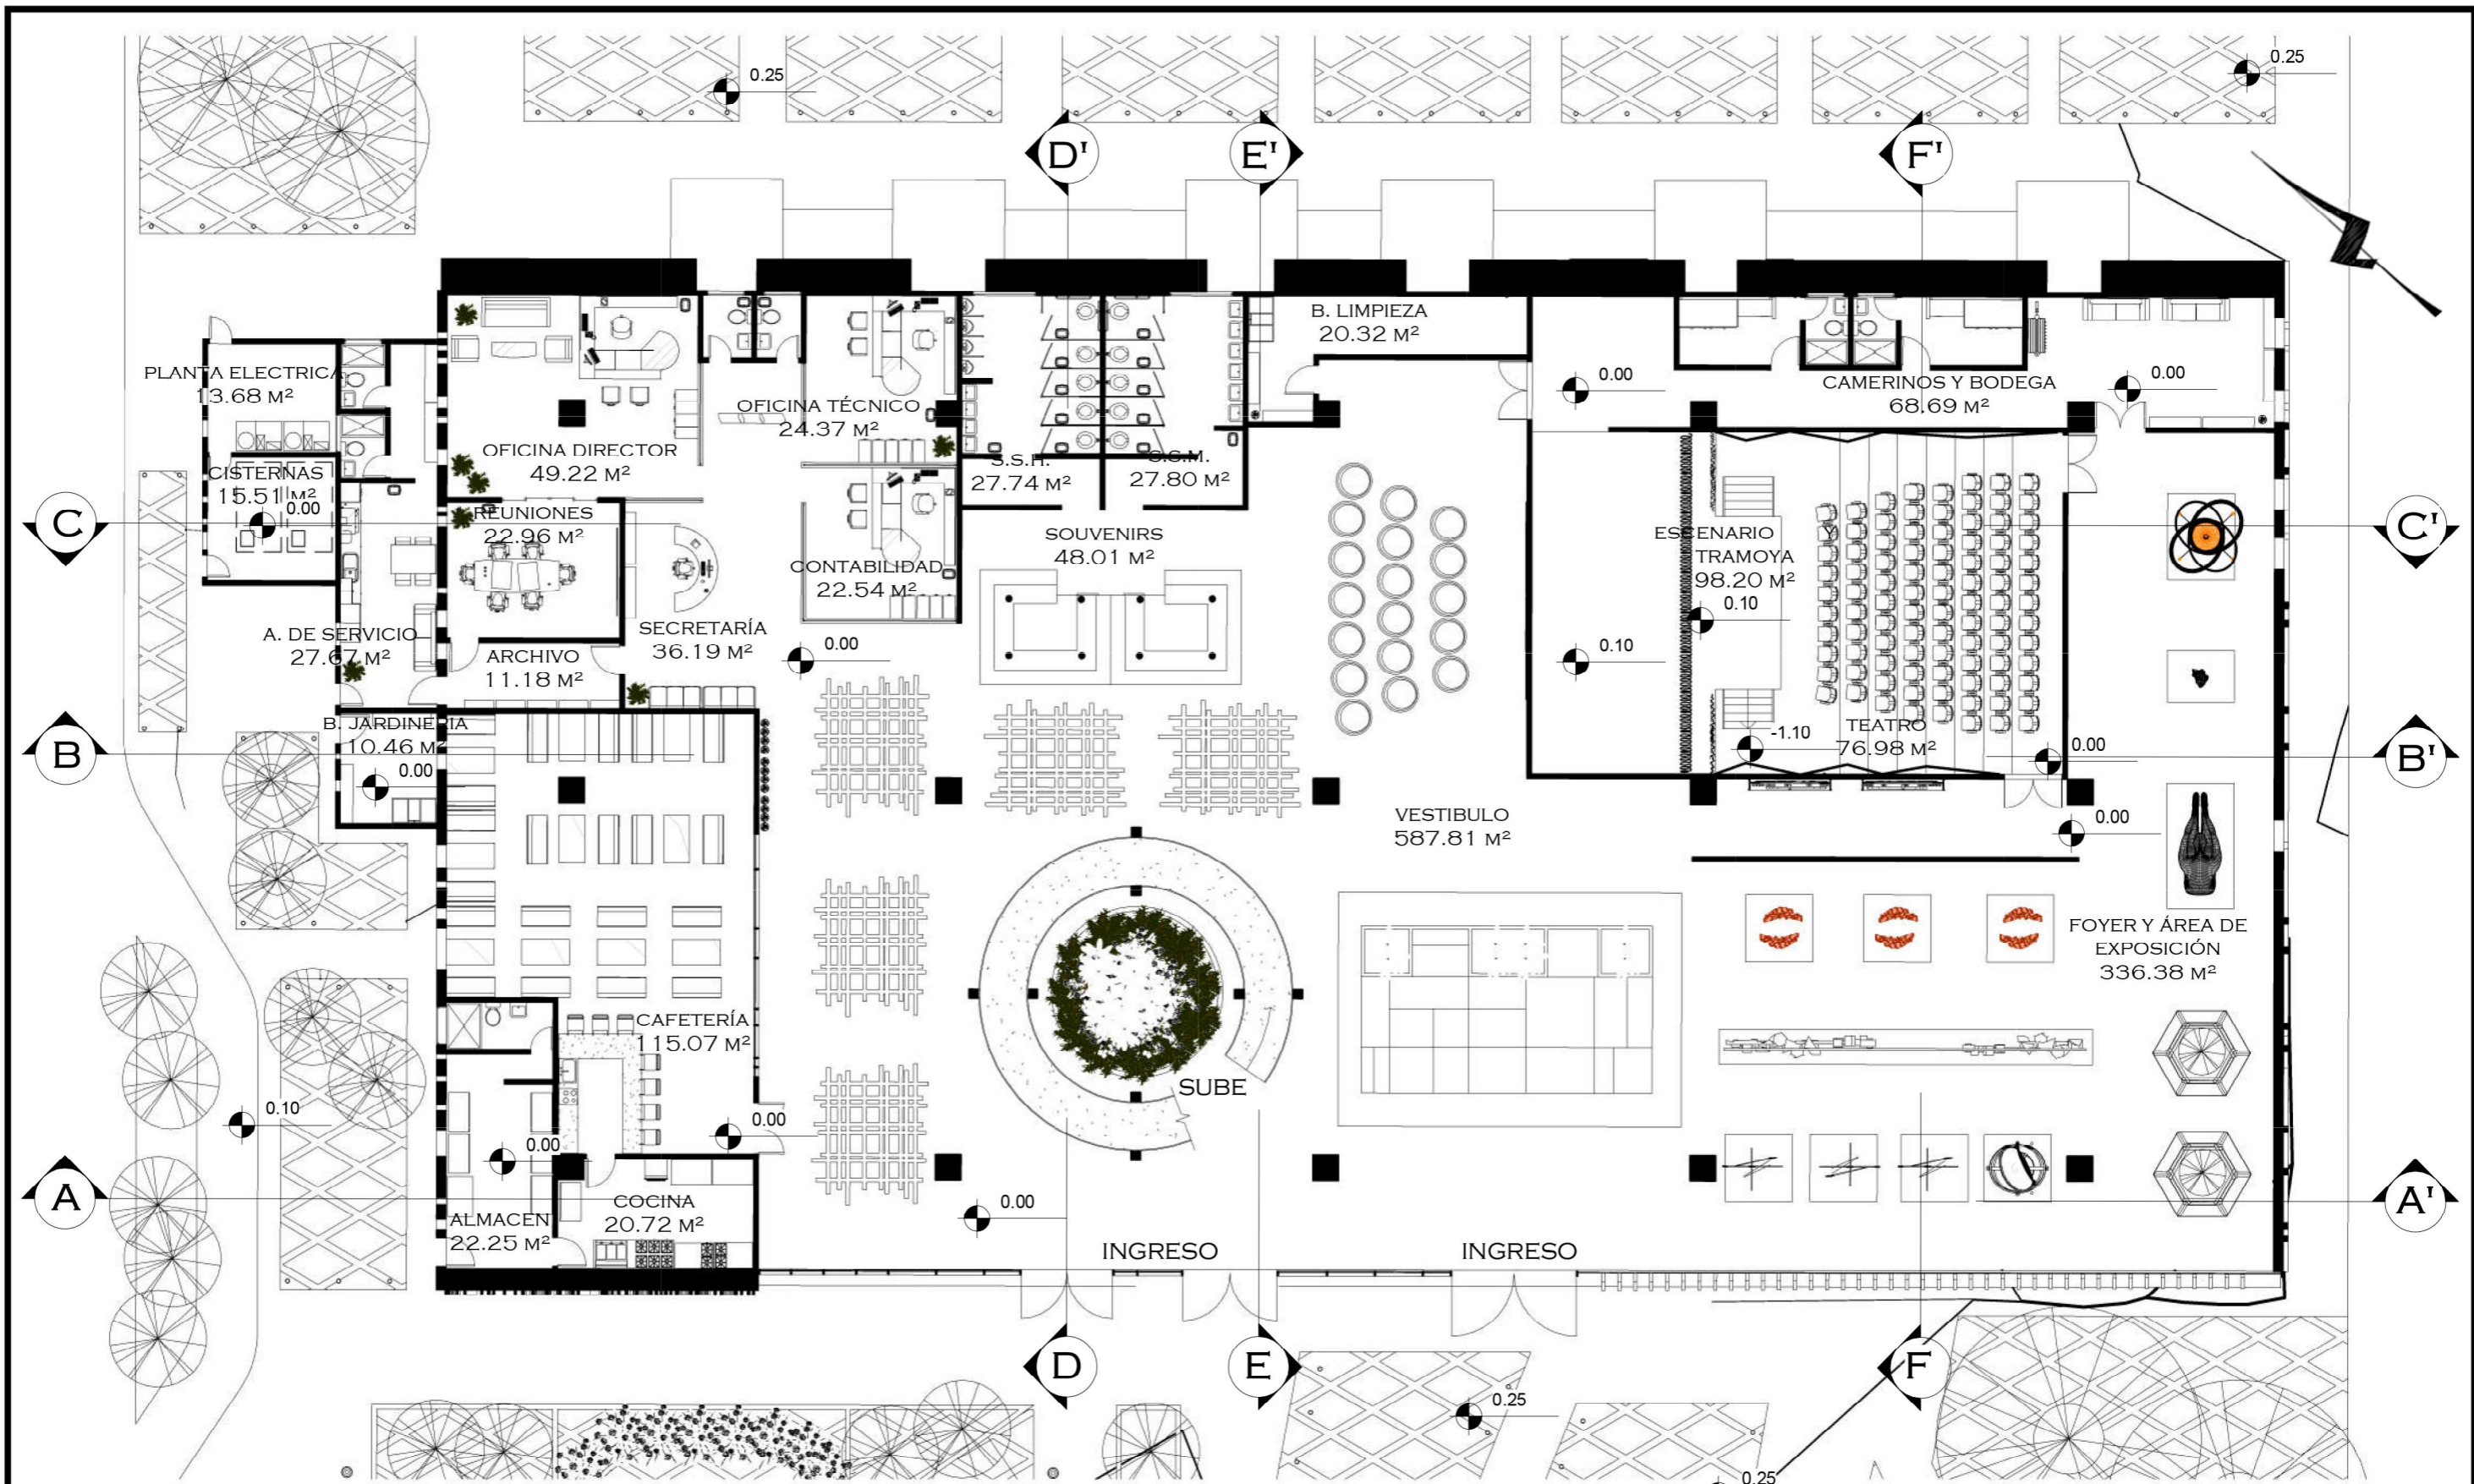 0.25
0.25
D'
E'
F'
B. LIMPIEZA
20.32 M²
PLANTA ELECTRICA
13.68 M²
0.00
CAMERINOS Y BODEGA
68.69 M²
0.00
OFICINA TÉCNICO
24.37 M²
OFICINA DIRECTOR
49.22 M²
S.S.H.
27.74 M²
S.S.M.
27.80 M²
CISTERNAS
15.51 M²
0.00
C
C'
REUNIONES
22.96 M²
SOUVENIRS
48.01 M²
ESCENARIO Y
TRAMOYA
98.20 M²
0.10
CONTABILIDAD
22.54 M²
A. DE SERVICIO
27.67 M²
SECRETARÍA
36.19 M²
0.00
0.10
ARCHIVO
11.18 M²
B. JARDINERIA
10.46 M²
0.00
B
-1.10
TEATRO
76.98 M²
0.00
B'
VESTIBULO
587.81 M²
0.00
FOYER Y ÁREA DE
EXPOSICIÓN
336.38 M²
CAFETERÍA
115.07 M²
SUBE
0.10
0.00
0.00
A
ALMACEN
22.25 M²
COCINA
20.72 M²
0.00
A'
INGRESO
INGRESO
D
E
F
0.25
0.25